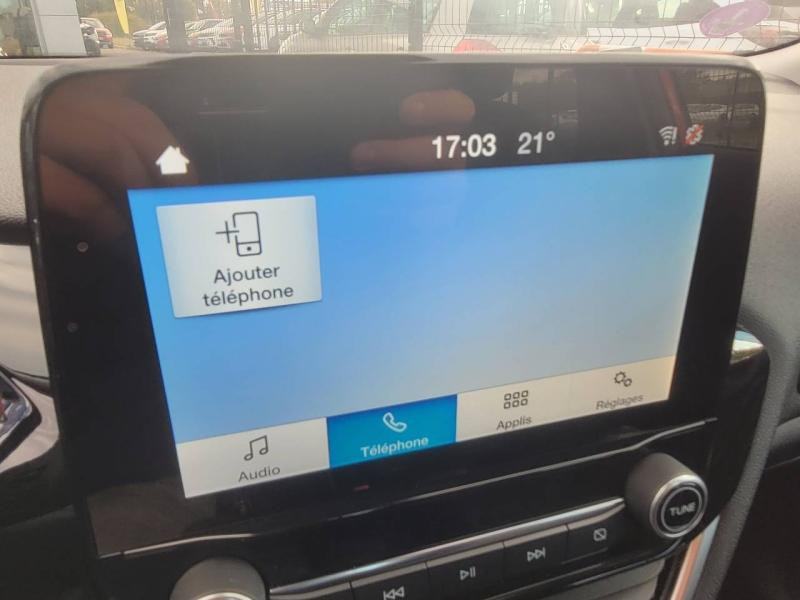 17:03 21°
Ajouter
téléphone
Audio
Téléphone
Applis
Réglages
TUNE